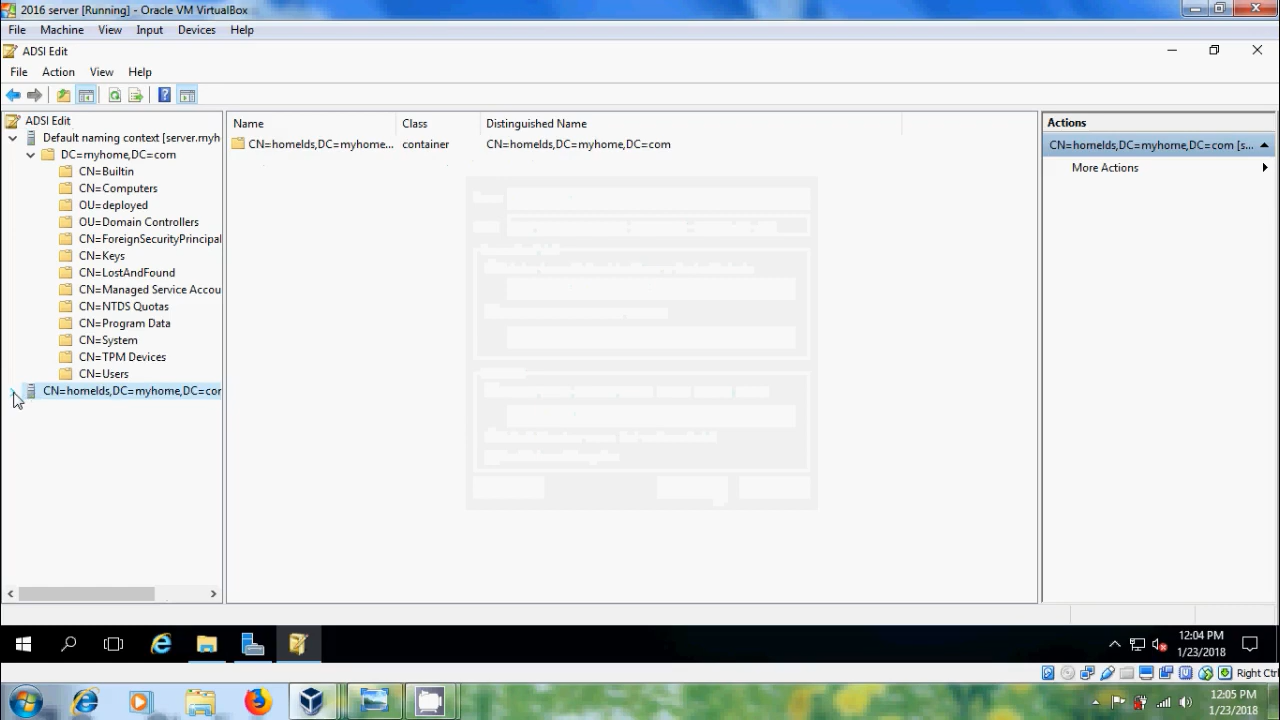 2016 server [Running] - Oracle VM VirtualBox
File Machine View Input Devices Help
ADSI Edit
File Action View Help
ADSI Edit
Default naming context [server.myh
DC=myhome,DC=com
CN=Builtin
CN=Computers
OU=deployed
OU=Domain Controllers
CN=ForeignSecurityPrincipal
CN=Keys
CN=LostAndFound
CN=Managed Service Accou
CN=NTDS Quotas
CN=Program Data
CN=System
CN=TPM Devices
CN=Users
CN=homelds,DC=myhome,DC=cor
Name Class Distinguished Name
CN=homelds,DC=myhome... container CN=homelds,DC=myhome,DC=com
Actions
CN=homelds,DC=myhome,DC=com [s...
More Actions
12:04 PM
1/23/2018
Right Ctrl
12:05 PM
1/23/2018